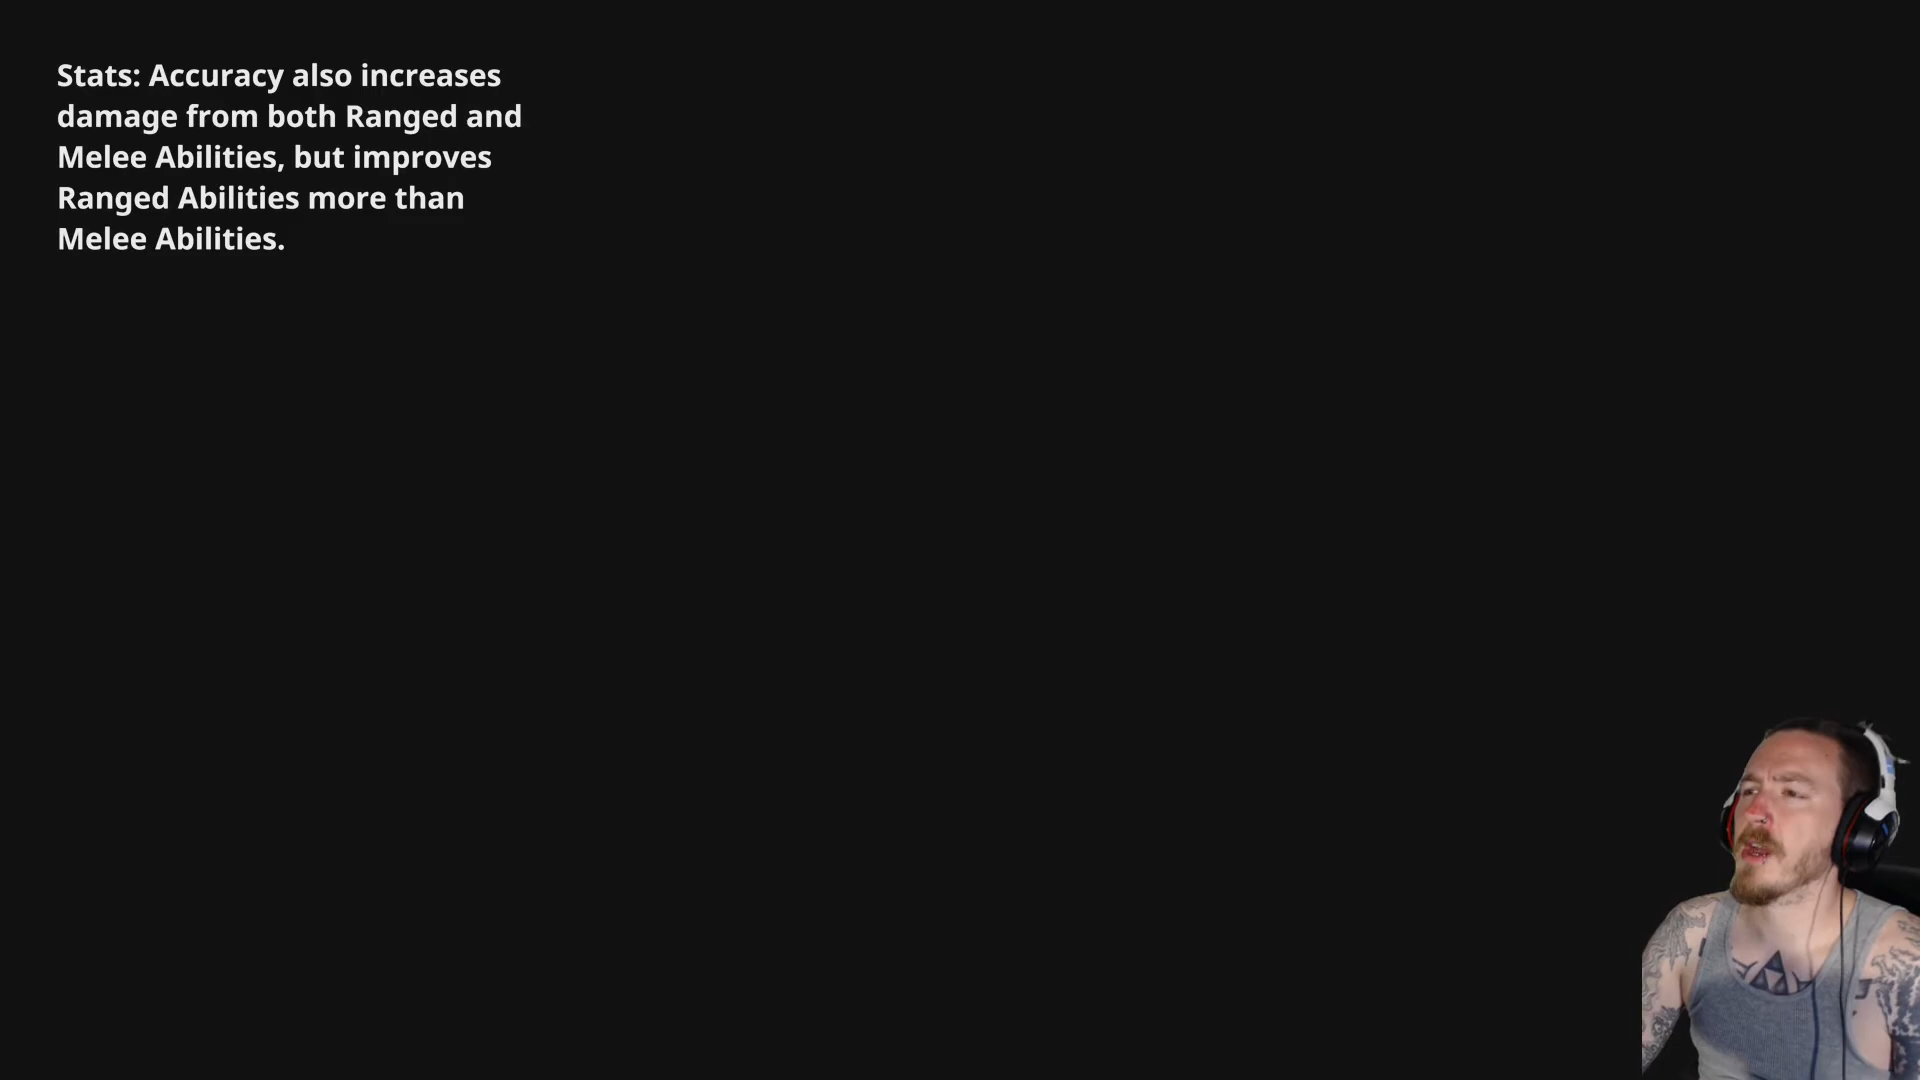 Stats: Accuracy also increases
damage from both Ranged and
Melee Abilities, but improves
Ranged Abilities more than
Melee Abilities.